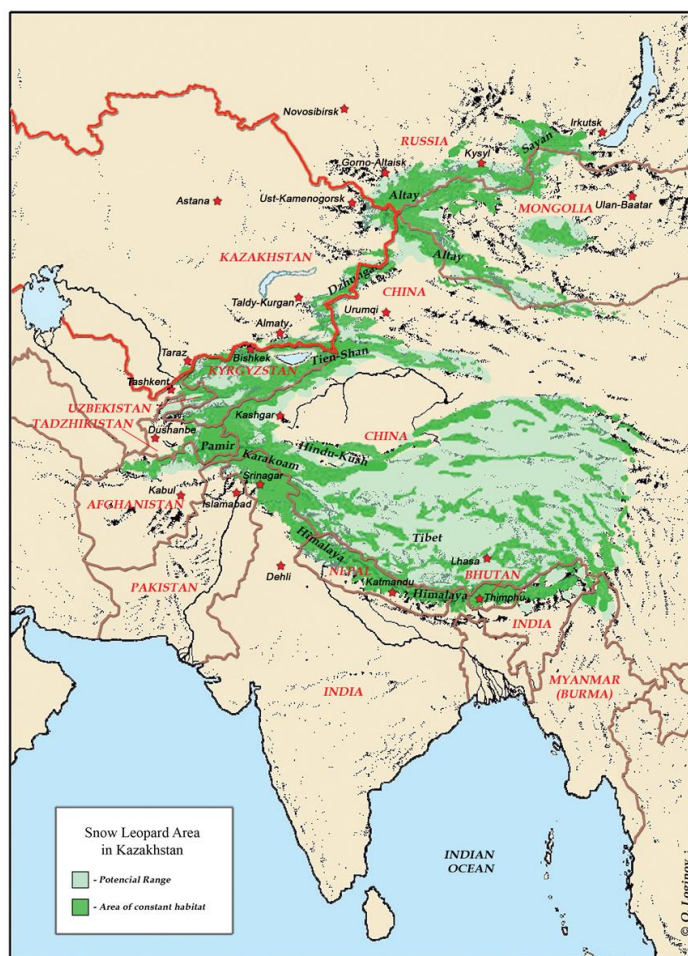 Novosibirsk
RUSSIA
Irkutsk
Sayan
Kysyl
Gorno-Altaisk
Altay
Astana
Ust-Kamenogorsk
MONGOLIA
Ulan-Baatar
KAZAKHSTAN
Altay
Taldy-Kurgan
CHINA
Urumqi
Almaty
Taraz
Bishkek
Tien-Shan
KYRGYZSTAN
Tashkent
UZBEKISTAN
Kashgar
TADZHIKISTAN
Dushanbe
CHINA
Pamir
Hindu-Kush
Karakoam
Srinagar
Kabul
AFGHANISTAN
Islamabad
Tibet
Himalaya
Lhasa
Dehli
NEPAL
BHUTAN
PAKISTAN
Katmandu
Himalaya
Thimphu
INDIA
MYANMAR
(BURMA)
INDIA
Snow Leopard Area
in Kazakhstan
- Potencial Range
- Area of constant habitat
INDIAN
OCEAN
© O. Loginov